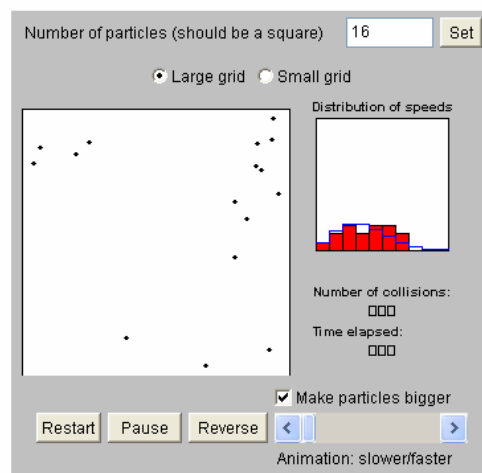 Number of particles (should be a square) 16 Set
Large grid Small grid
Distribution of speeds
Number of collisions:
Time elapsed:
Make particles bigger
Restart Pause Reverse
Animation: slower/faster